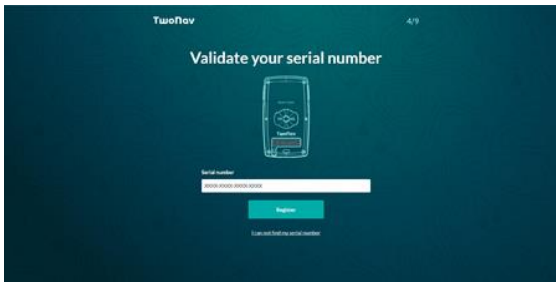 TwoNav
4/9
Validate your serial number
TwoNav
Serial number
XXXXX-XXXXX-XXXXX-XXXXX
Register
I can not find my serial number